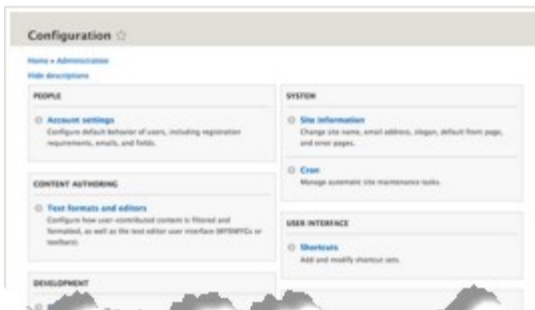 Configuration
Home » Administration
Hide descriptions
PEOPLE
Account settings
Configure default behavior of users, including registration
requirements, emails, and fields.
CONTENT AUTHORING
Text formats and editors
Configure how user-contributed content is filtered and
formatted, as well as the text editor user interface (WYSIWYGs or
toolbars).
DEVELOPMENT
SYSTEM
Site information
Change site name, email address, slogan, default front page,
and error pages.
Cron
Manage automatic site maintenance tasks.
USER INTERFACE
Shortcuts
Add and modify shortcut sets.